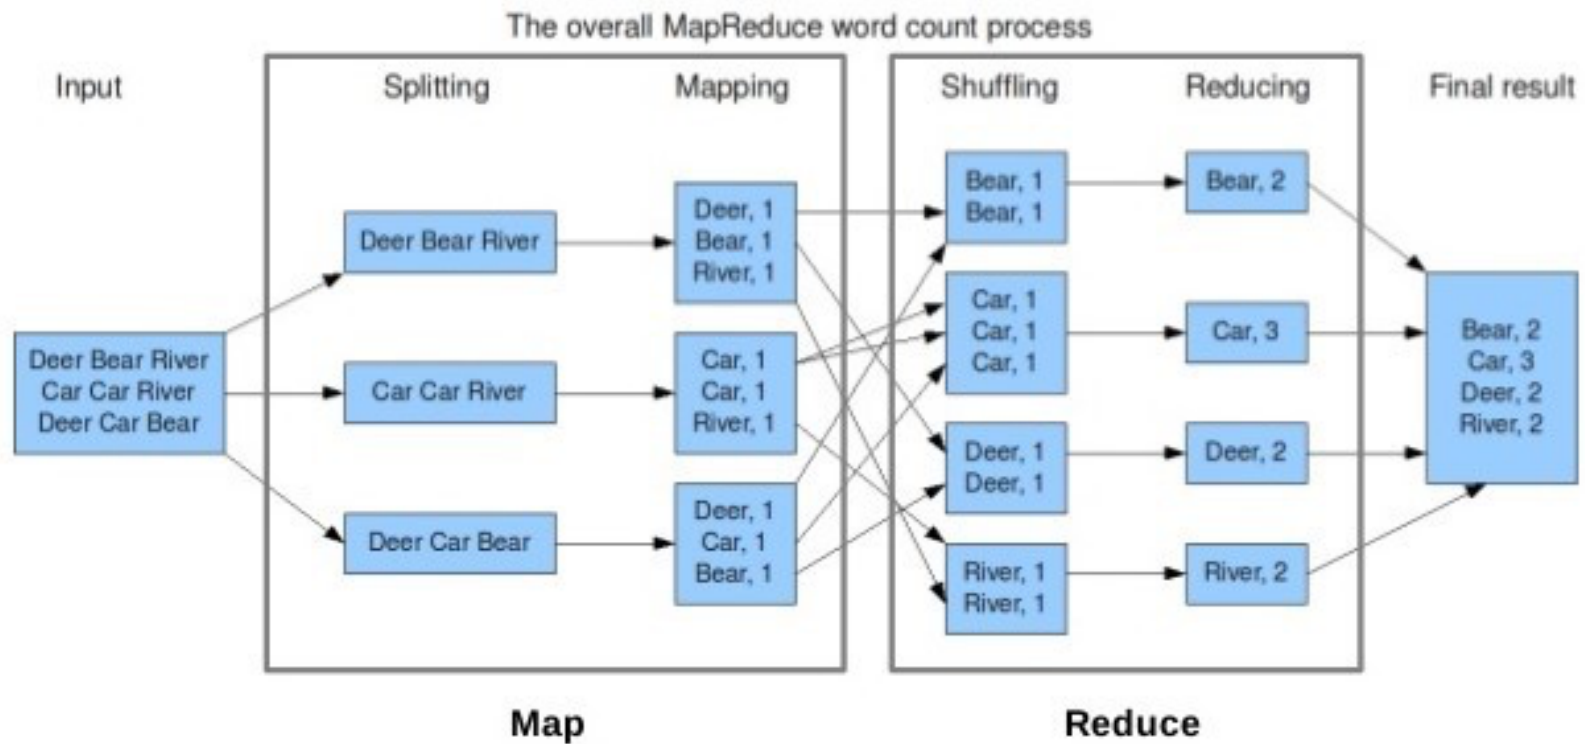 The overall MapReduce word count process
Input
Splitting
Mapping
Shuffling
Reducing
Final result
Deer Bear River
Car Car River
Deer Car Bear
Deer Bear River
Car Car River
Deer Car Bear
Deer, 1
Bear, 1
River, 1
Car, 1
Car, 1
River, 1
Deer, 1
Car, 1
Bear, 1
Bear, 1
Bear, 1
Car, 1
Car, 1
Car, 1
Deer, 1
Deer, 1
River, 1
River, 1
Bear, 2
Car, 3
Deer, 2
River, 2
Bear, 2
Car, 3
Deer, 2
River, 2
Map
Reduce